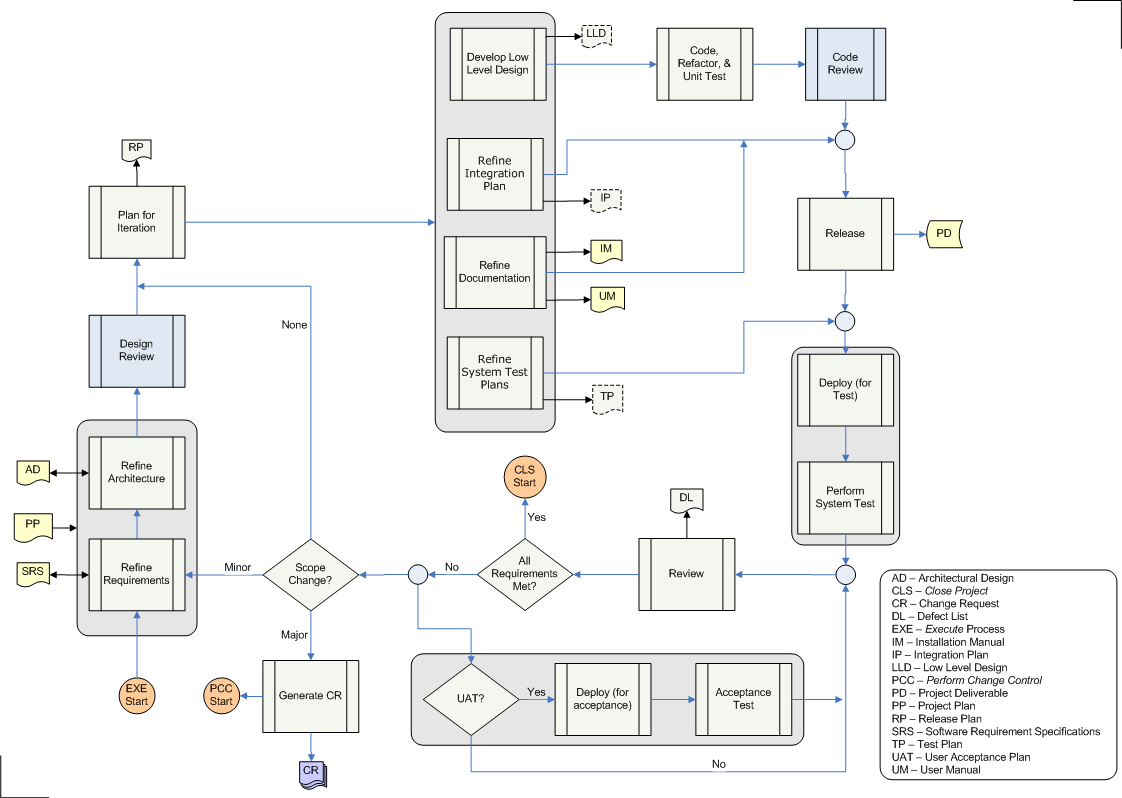 LLD
Develop Low
Level Design
Code,
Refactor, &
Unit Test
Code
Review
RP
Refine
Integration
Plan
Plan for
Iteration
IP
Release
PD
IM
Refine
Documentation
UM
None
Design
Review
Refine
System Test
Plans
TP
Deploy (for
Test)
AD
Refine
Architecture
CLS
Start
Perform
System Test
DL
PP
Yes
SRS
Refine
Requirements
Minor
Scope
Change?
No
All
Requirements
Met?
Review
Major
EXE
Start
PCC
Start
Generate CR
UAT?
Yes
Deploy (for
acceptance)
Acceptance
Test
No
CR
AD – Architectural Design
CLS – Close Project
CR – Change Request
DL – Defect List
EXE – Execute Process
IM – Installation Manual
IP – Integration Plan
LLD – Low Level Design
PCC – Perform Change Control
PD – Project Deliverable
PP – Project Plan
RP – Release Plan
SRS – Software Requirement Specifications
TP – Test Plan
UAT – User Acceptance Plan
UM – User Manual